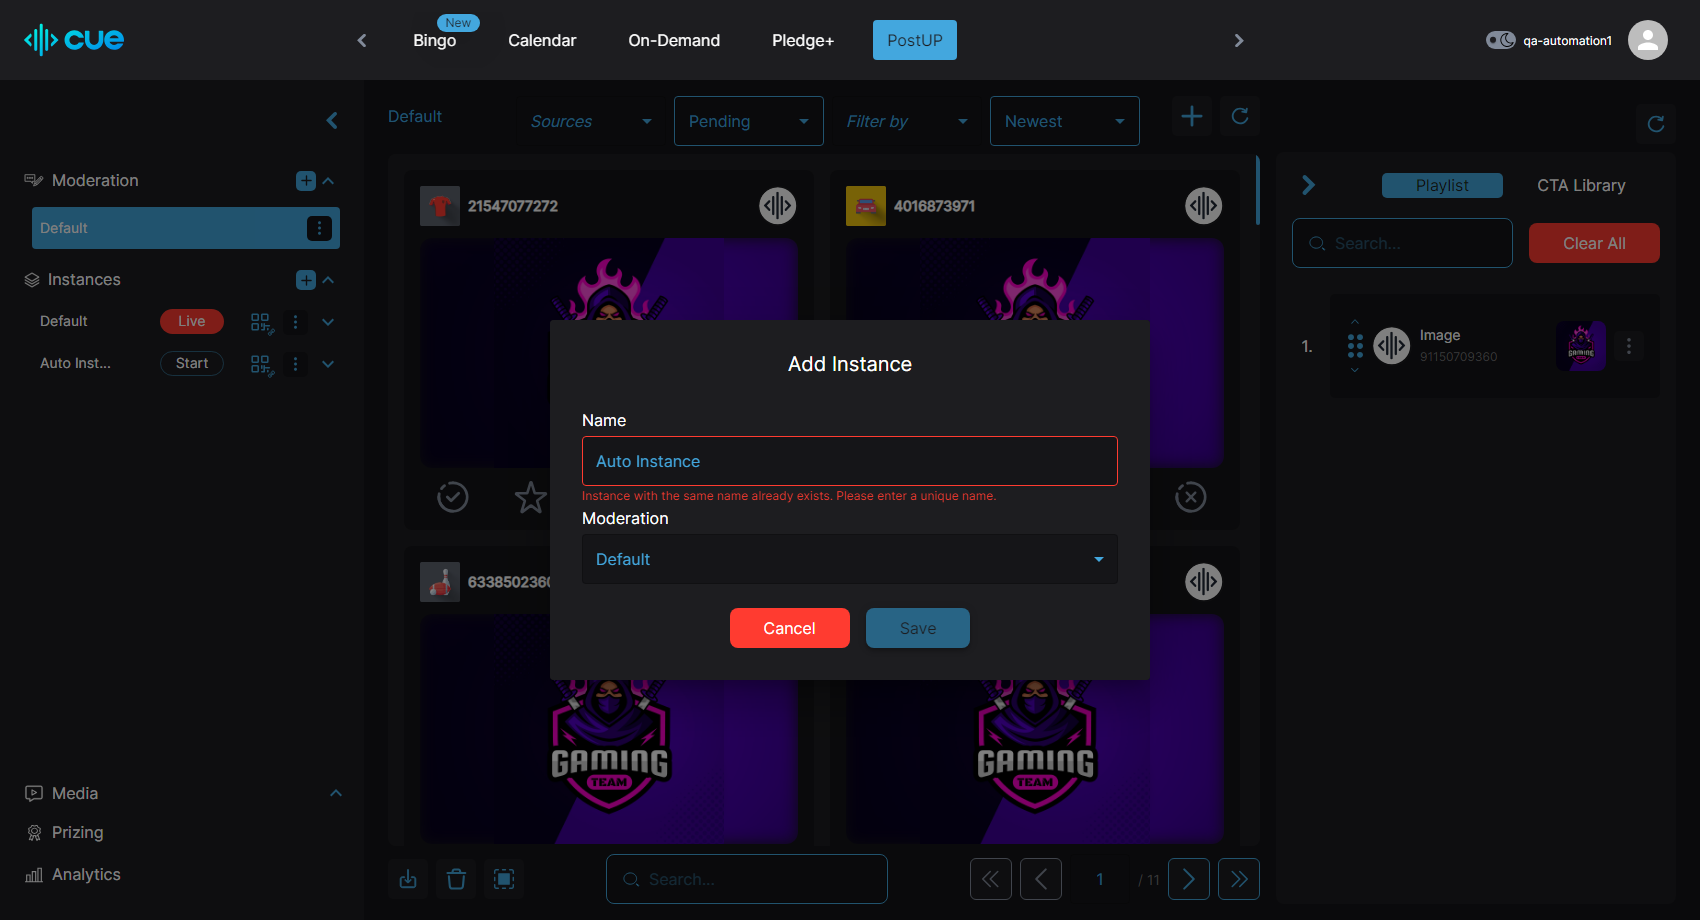 cue
New
Bingo
Calendar
On-Demand
Pledge+
PostUP
qa-automation1
Moderation
Default
Instances
Default
Live
Auto Inst...
Start
Media
Prizing
Analytics
Default
Sources
Pending
Filter by
Newest
21547077272
4016873971
GAMING
TEAM
GAMING
TEAM
Search...
1
/ 11
Playlist
CTA Library
Search...
Clear All
1.
Image
91150709360
GAMING
Add Instance
Name
Auto Instance
Instance with the same name already exists. Please enter a unique name.
Moderation
Default
Cancel
Save